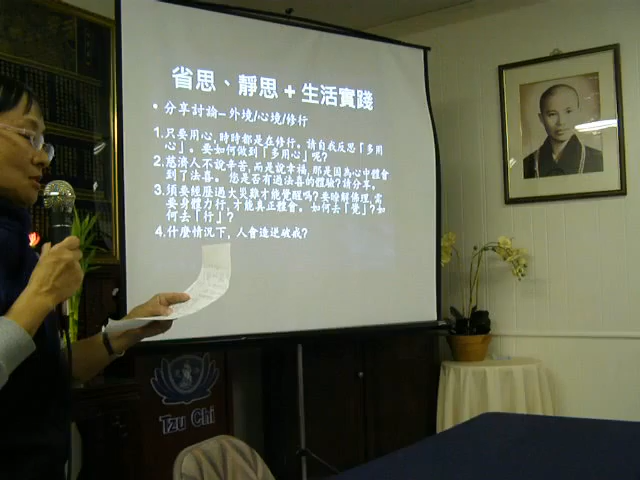 省思、靜思 + 生活實踐
• 分享討論– 外境/心境/修行
1.只要用心,時時都是在修行。請自我反思「多用
心」。要如何做到「多用心」呢?
2.慈濟人不說辛苦,而是說幸福,那是因為心中體會
到「法喜」。您是否有過法喜的體驗?請分享。
3.須要經歷過大災難才能覺醒嗎?要瞭解佛理,需
要身體力行,才能真正體會。如何去「覺」?如
何去「行」?
4.什麼情況下,人會違逆破戒?
Tzu Chi